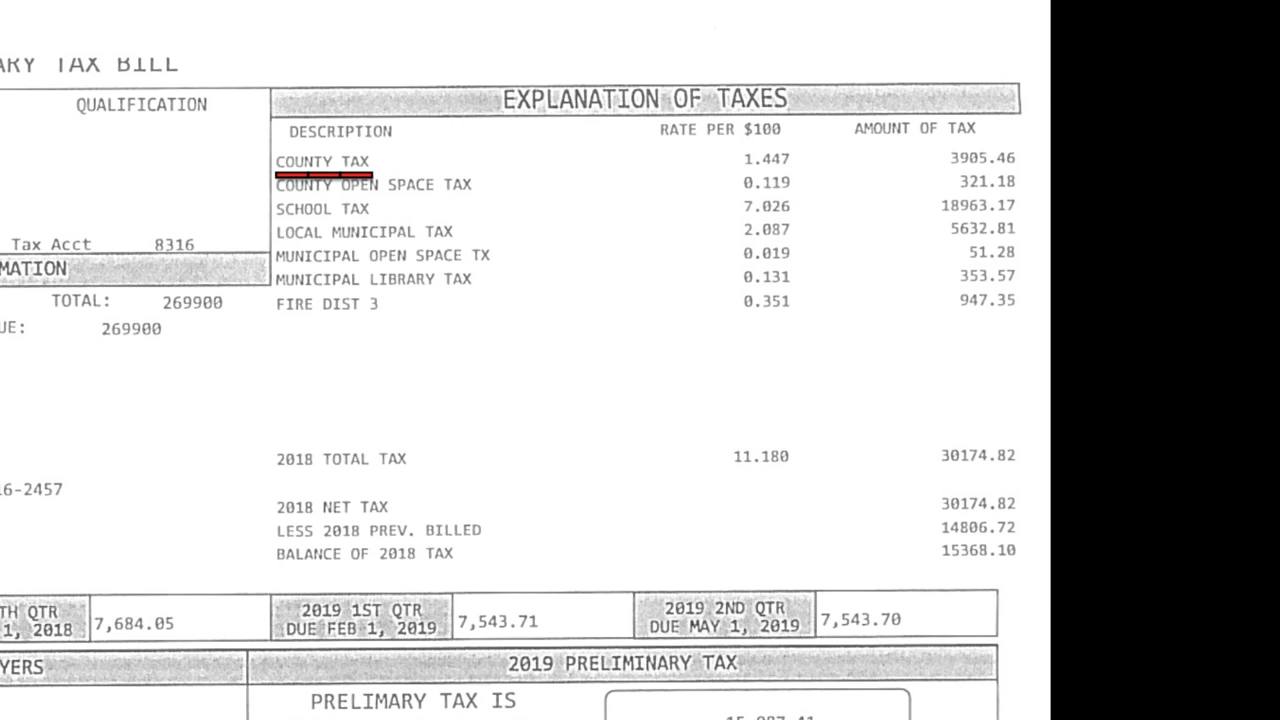 ARY TAX BILL
QUALIFICATION
EXPLANATION OF TAXES
DESCRIPTION RATE PER $100 AMOUNT OF TAX
COUNTY TAX 1.447 3905.46
COUNTY OPEN SPACE TAX 0.119 321.18
SCHOOL TAX 7.026 18963.17
LOCAL MUNICIPAL TAX 2.087 5632.81
Tax Acct 8316
MUNICIPAL OPEN SPACE TX 0.019 51.28
MATION
MUNICIPAL LIBRARY TAX 0.131 353.57
TOTAL: 269900
FIRE DIST 3 0.351 947.35
UE: 269900
2018 TOTAL TAX 11.180 30174.82
16-2457
2018 NET TAX 30174.82
LESS 2018 PREV. BILLED 14806.72
BALANCE OF 2018 TAX 15368.10
TH QTR
1, 2018 7,684.05
2019 1ST QTR
DUE FEB 1, 2019 7,543.71
2019 2ND QTR
DUE MAY 1, 2019 7,543.70
YERS
2019 PRELIMINARY TAX
PRELIMARY TAX IS